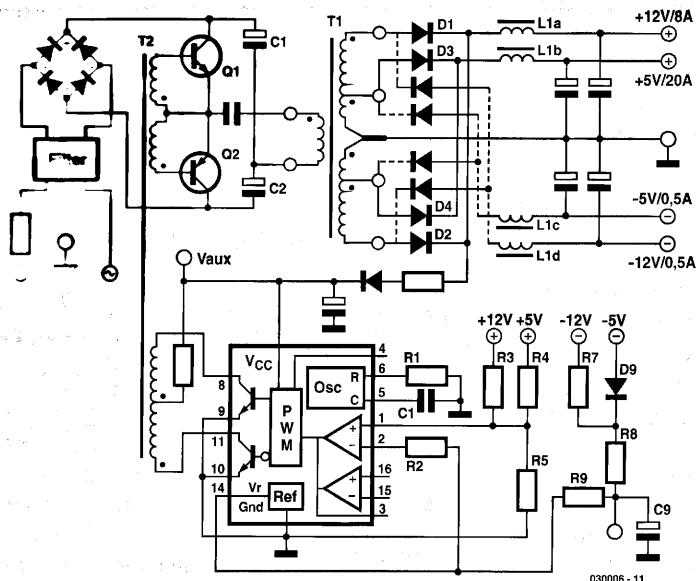 T1
D1
L1a
+12V/8A
T2
C1
D3
L1b
Q1
+5V/20A
Filter
Q2
C2
-5V/0,5A
D4
L1c
D2
L1d
-12V/0,5A
Vaux
+12V +5V -12V -5V
VCC
4
R1
R3
R4
R7
D9
8
Osc
R
6
C
5
C1
9
P
W
M
+
1
11
-
2
R2
R8
10
+
16
R5
14
Vr
Ref
-
15
R9
Gnd
3
C9
030006 - 11